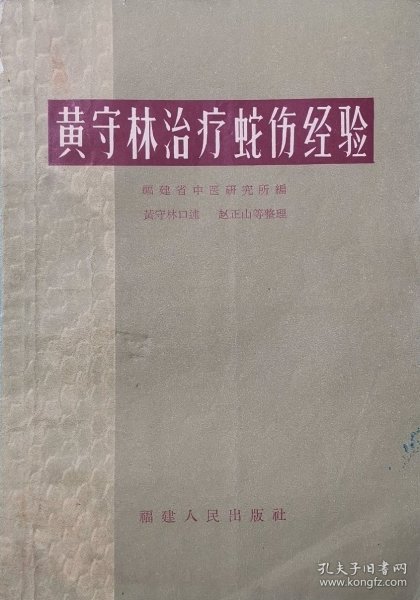 黄守林治疗蛇伤经验
福建省中医研究所編
黃守林口述 赵正山等整理
福建人民出版社
孔夫子旧书网
www.kongfz.com